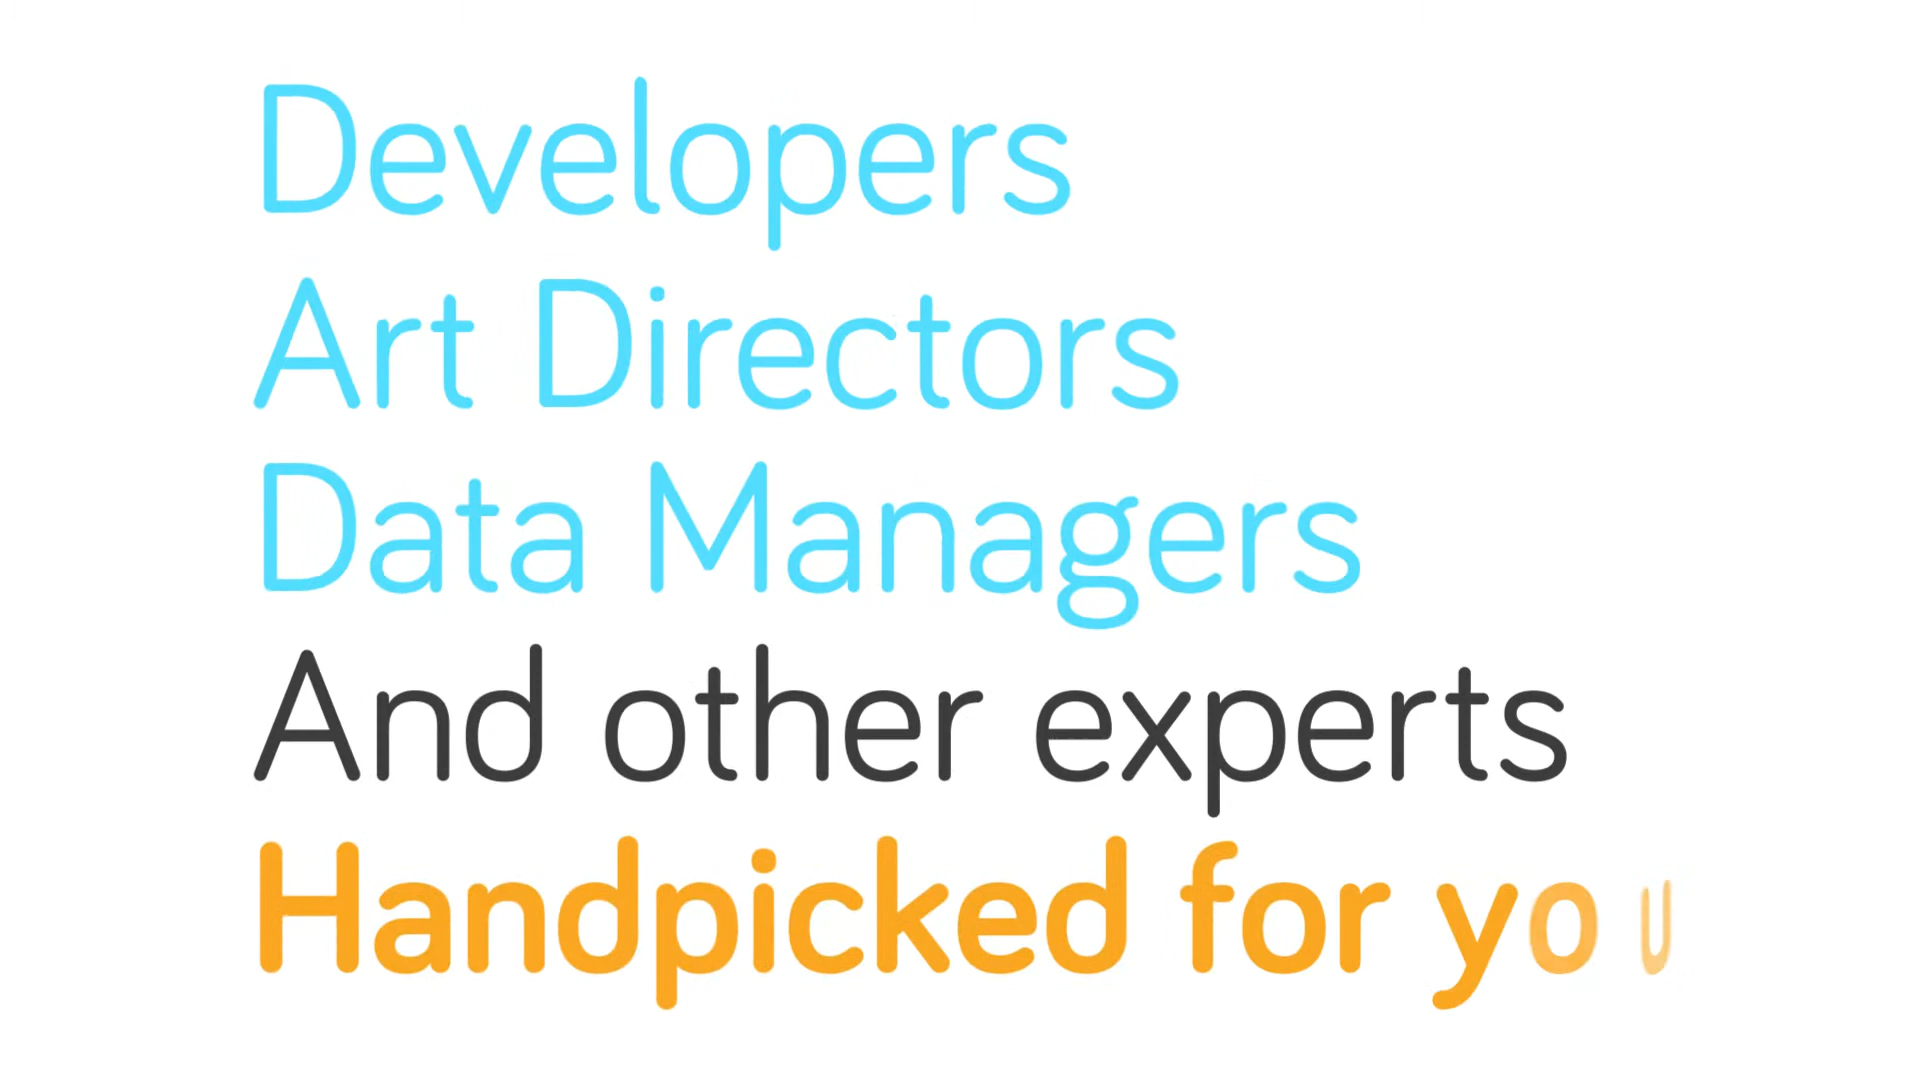 Developers
Art Directors
Data Managers
And other experts
Handpicked for you